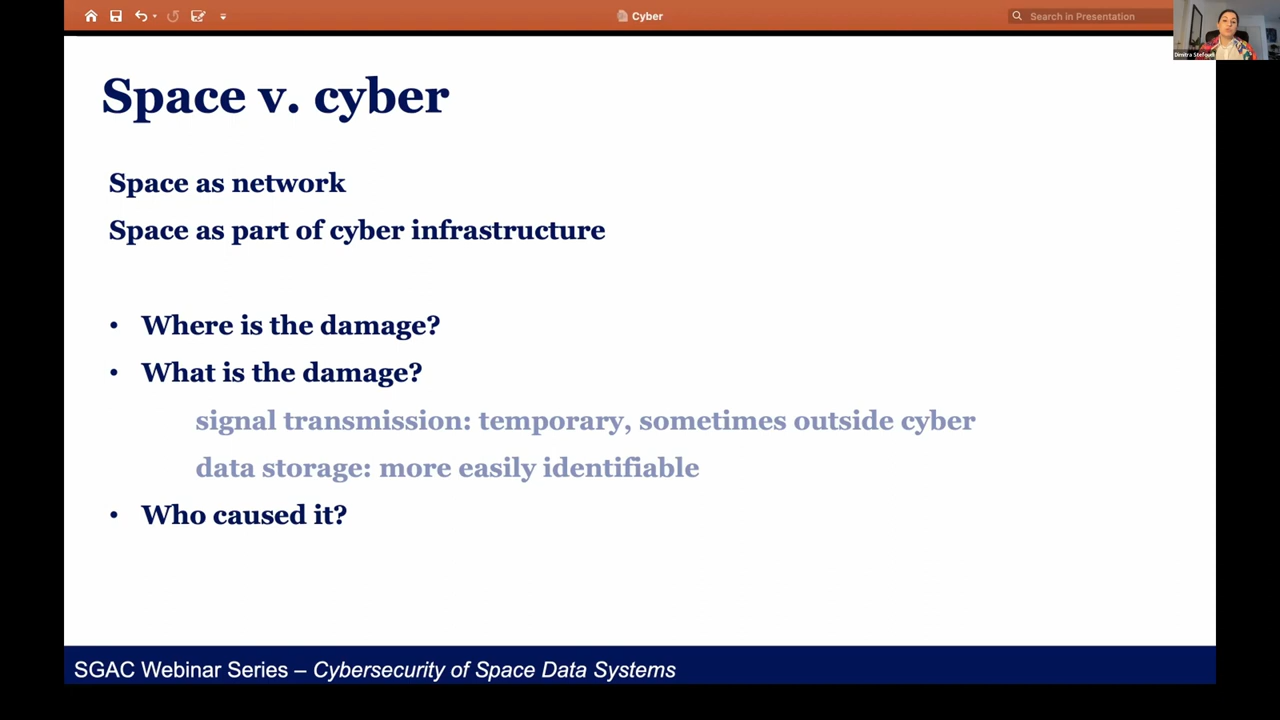 Cyber
Search in Presentation
Dimitra Stefoudi
Space v. cyber
Space as network
Space as part of cyber infrastructure
• Where is the damage?
• What is the damage?
signal transmission: temporary, sometimes outside cyber
data storage: more easily identifiable
• Who caused it?
SGAC Webinar Series – Cybersecurity of Space Data Systems